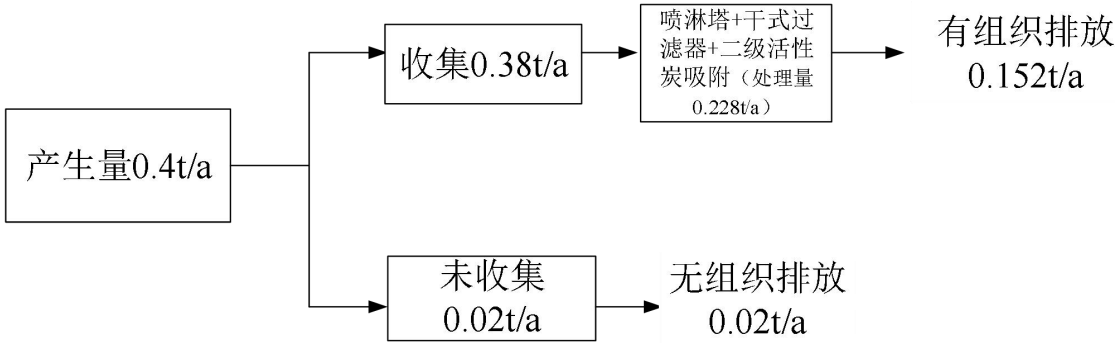 产生量0.4t/a
收集0.38t/a
喷淋塔+干式过
滤器+二级活性
炭吸附（处理量
0.228t/a）
有组织排放
0.152t/a
未收集
0.02t/a
无组织排放
0.02t/a